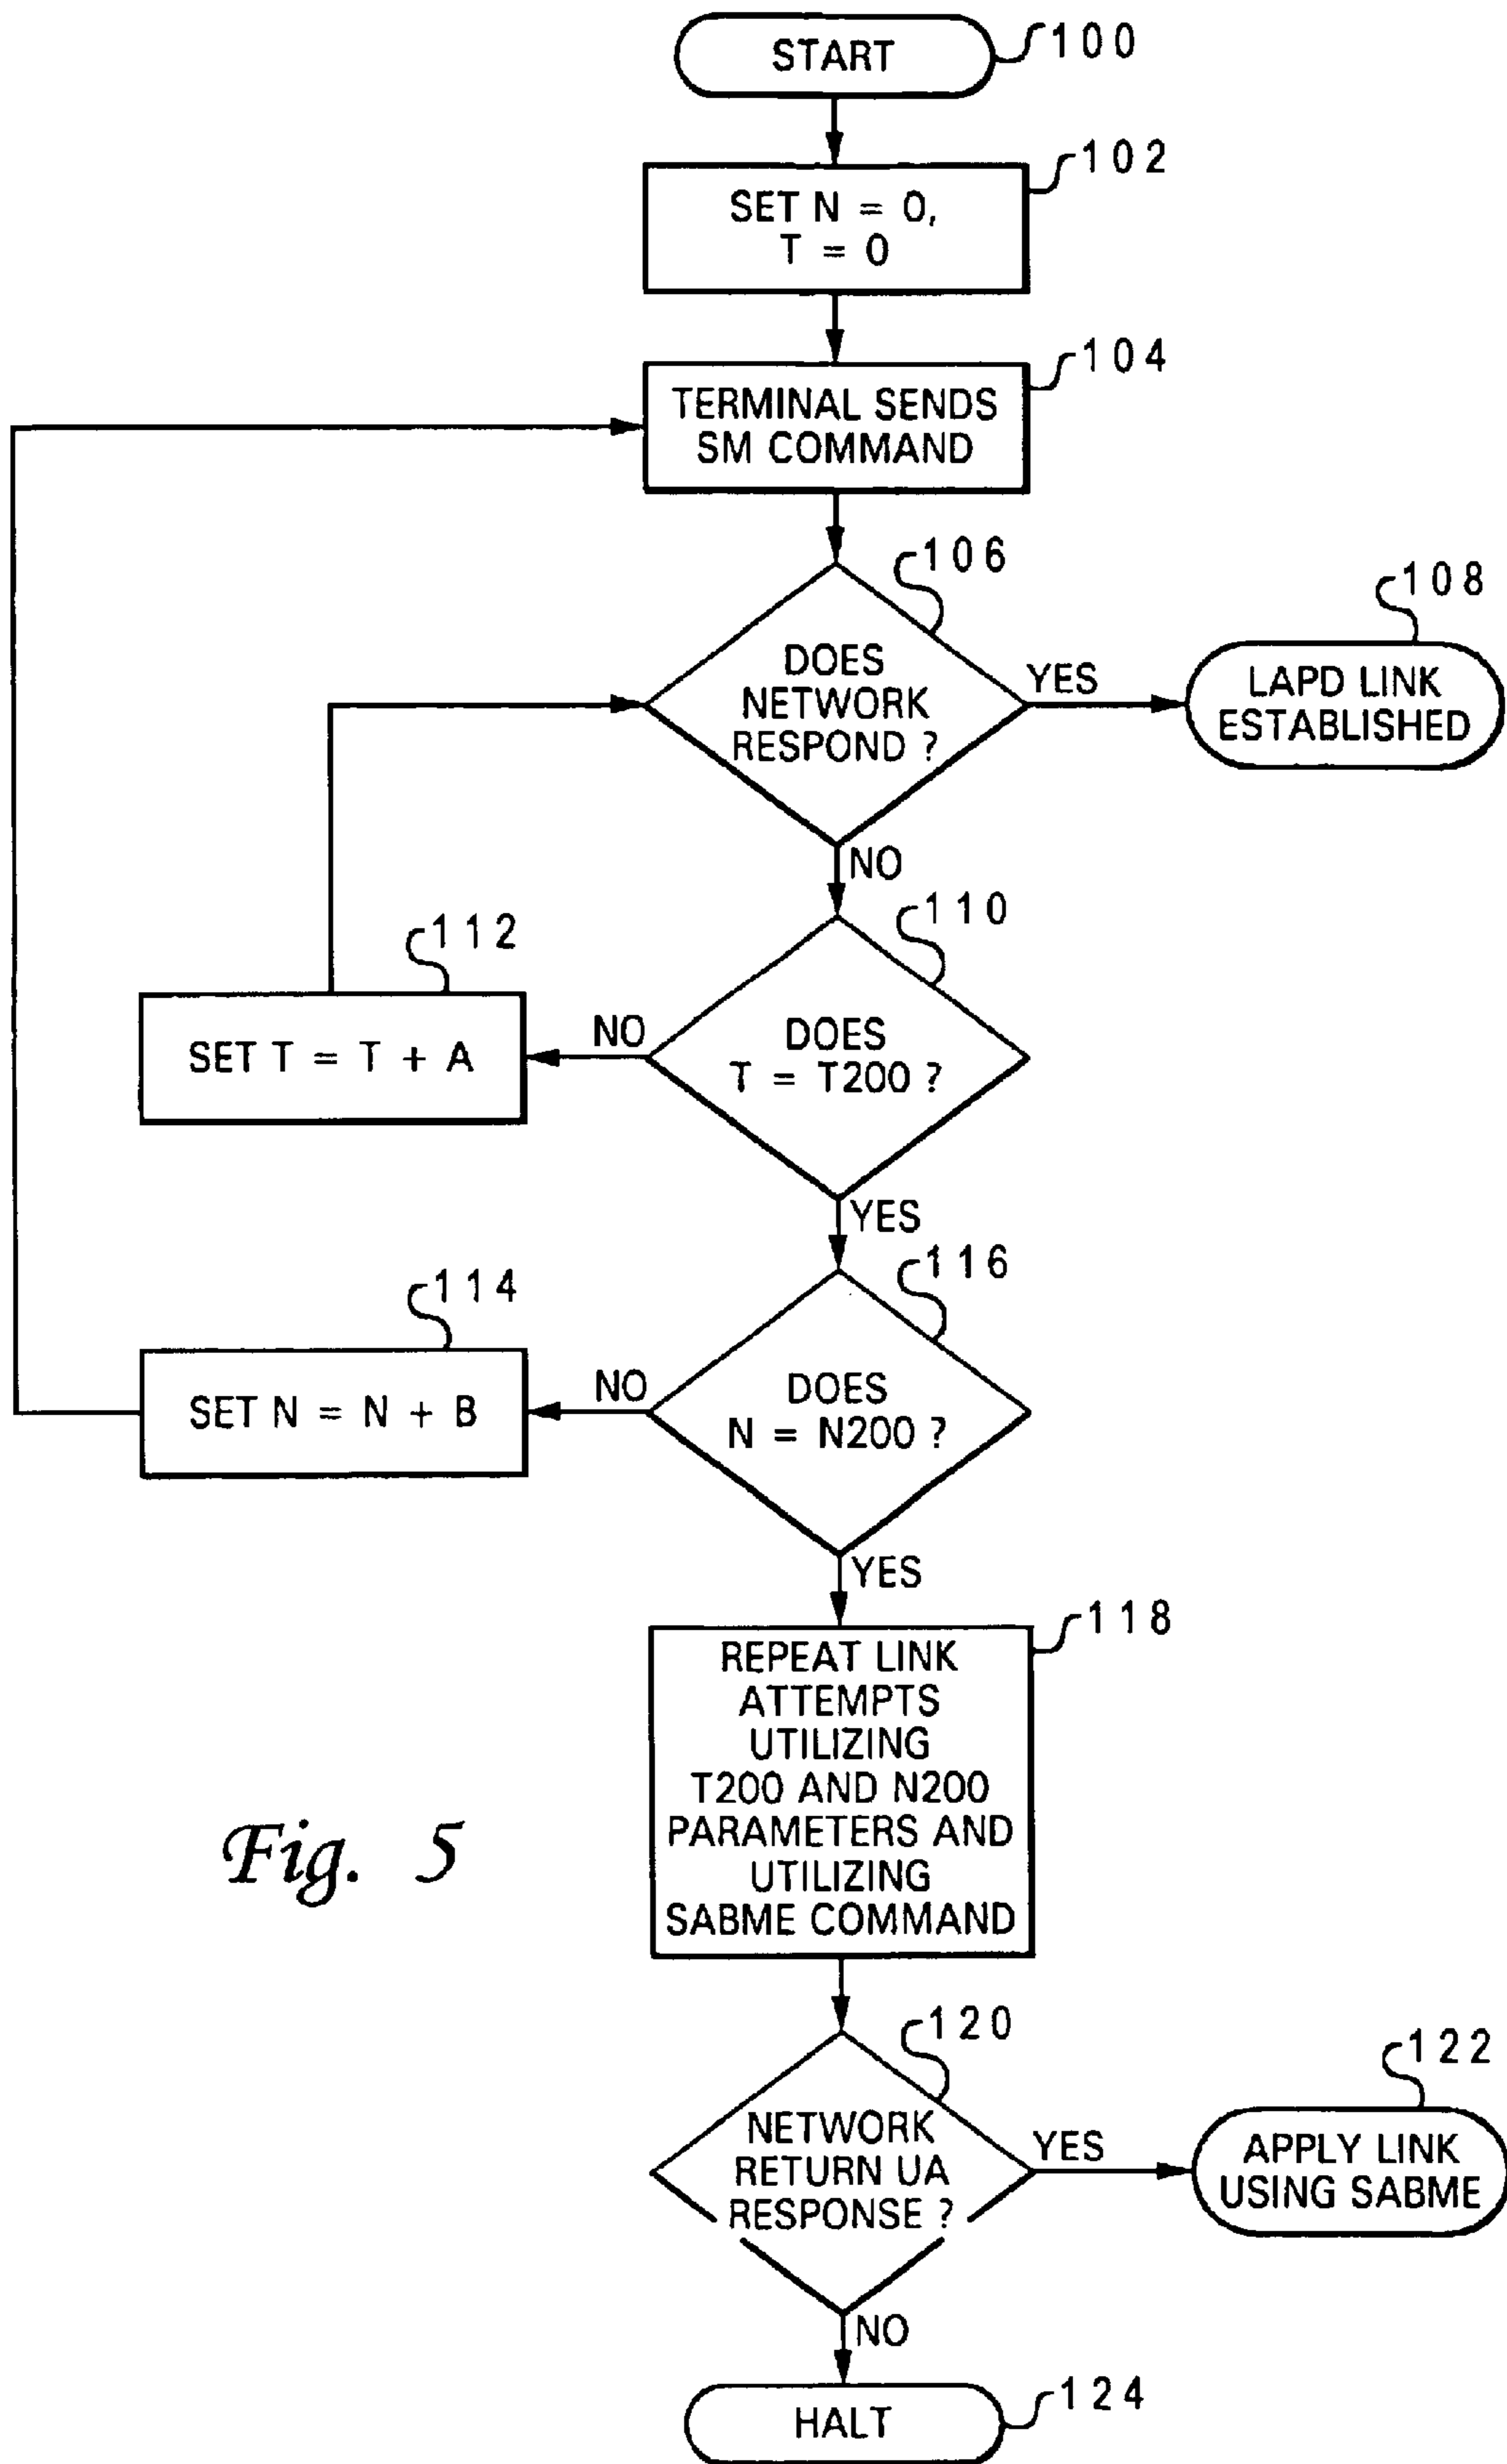 START
100
102
SET N = 0,
T = 0
104
TERMINAL SENDS
SM COMMAND
106
DOES
NETWORK
RESPOND ?
YES
108
LAPD LINK
ESTABLISHED
NO
110
112
DOES
T = T200 ?
NO
SET T = T + A
YES
116
114
DOES
N = N200 ?
NO
SET N = N + B
YES
118
REPEAT LINK
ATTEMPTS
UTILIZING
T200 AND N200
PARAMETERS AND
UTILIZING
SABME COMMAND
Fig. 5
120
NETWORK
RETURN UA
RESPONSE ?
YES
122
APPLY LINK
USING SABME
NO
HALT
124